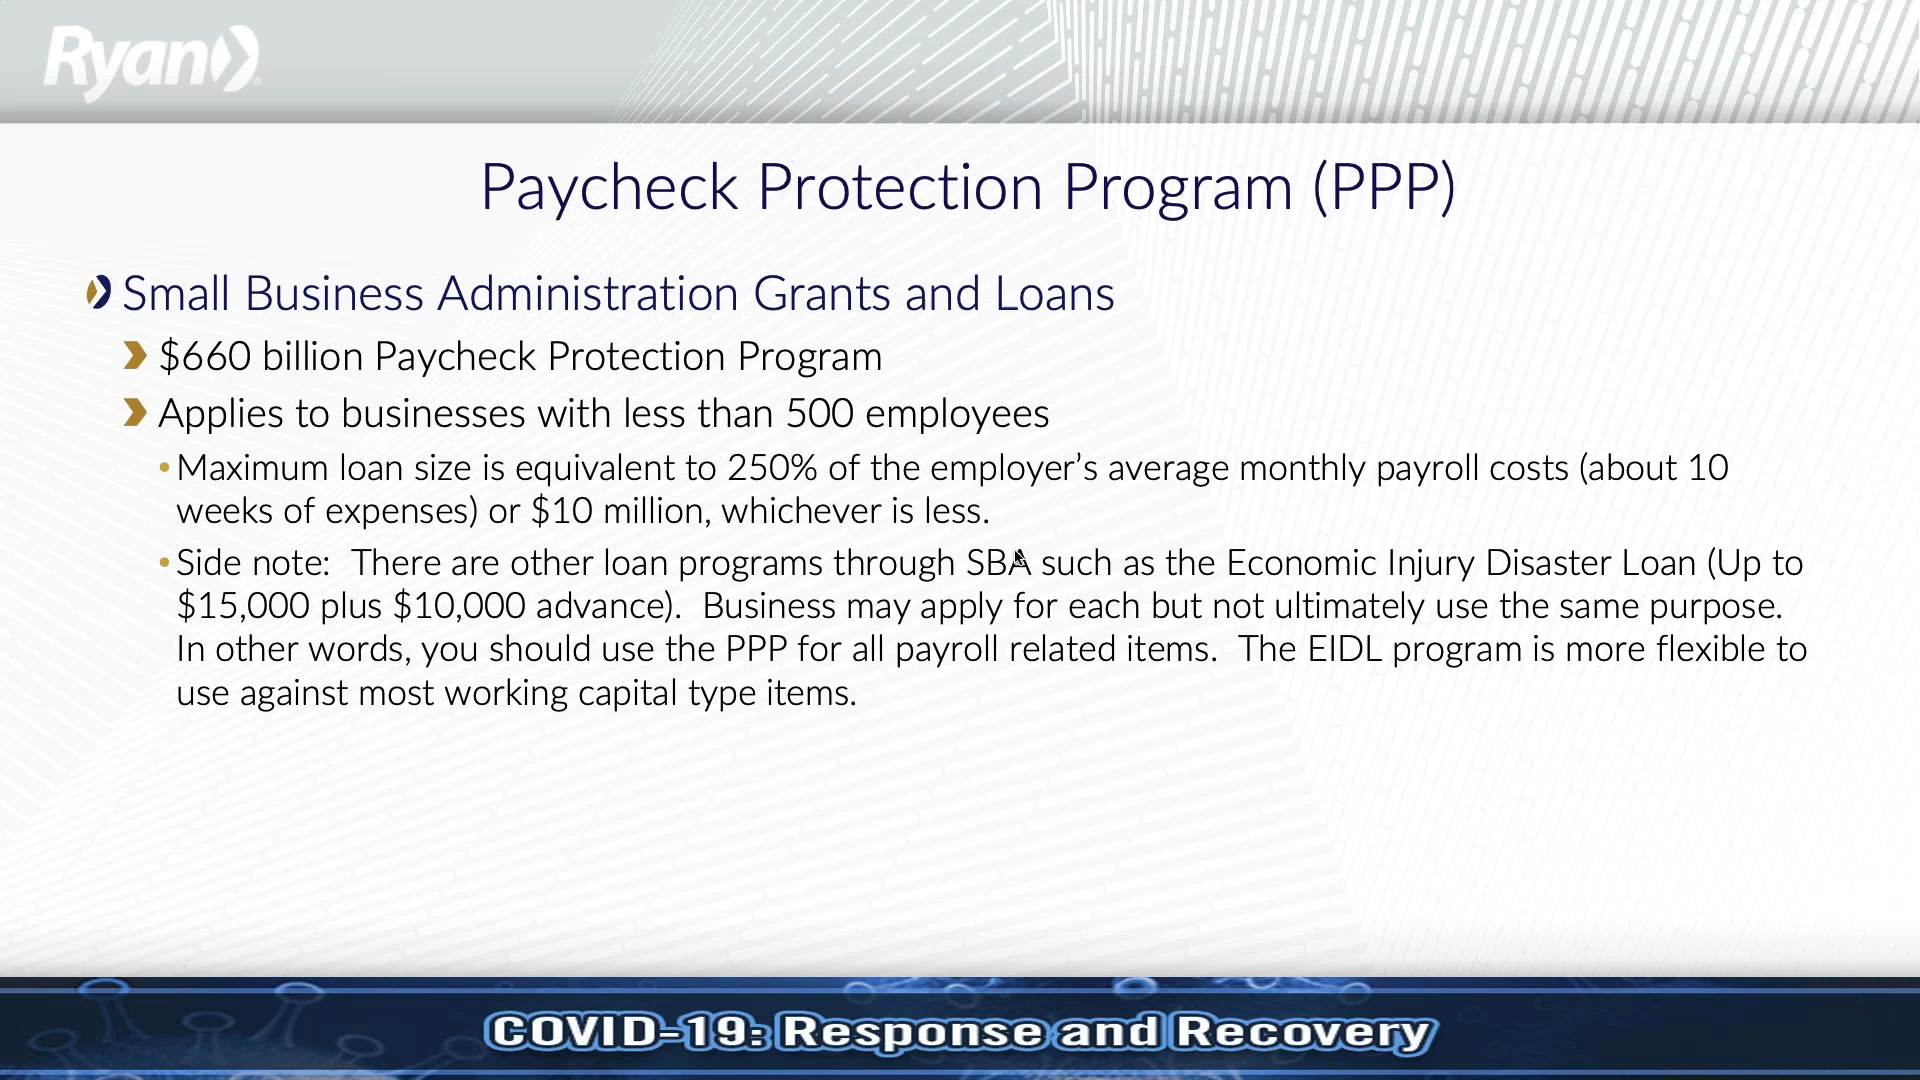 Ryan
Paycheck Protection Program (PPP)
Small Business Administration Grants and Loans
$660 billion Paycheck Protection Program
Applies to businesses with less than 500 employees
•Maximum loan size is equivalent to 250% of the employer’s average monthly payroll costs (about 10
weeks of expenses) or $10 million, whichever is less.
•Side note:  There are other loan programs through SBA such as the Economic Injury Disaster Loan (Up to
$15,000 plus $10,000 advance).  Business may apply for each but not ultimately use the same purpose.
In other words, you should use the PPP for all payroll related items.  The EIDL program is more flexible to
use against most working capital type items.
COVID-19: Response and Recovery